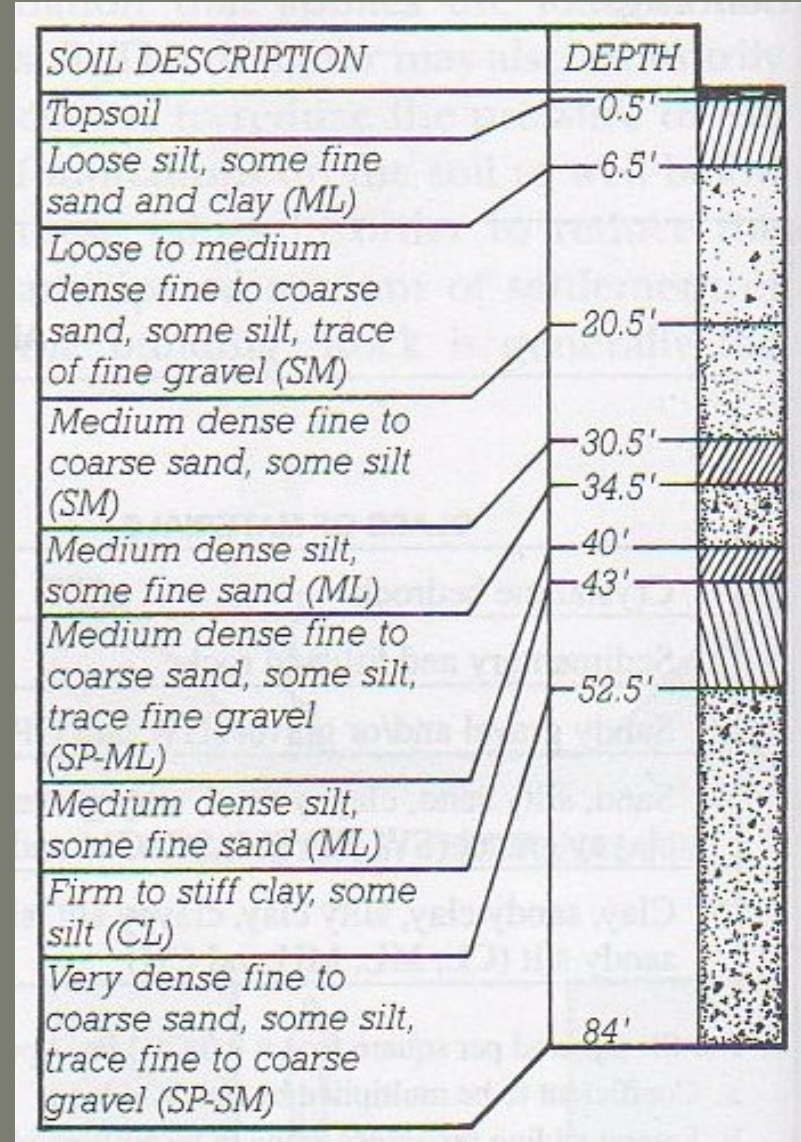 SOIL DESCRIPTION
DEPTH
Topsoil
0.5'
Loose silt, some fine
sand and clay (ML)
6.5'
Loose to medium
dense fine to coarse
sand, some silt, trace
of fine gravel (SM)
20.5'
Medium dense fine to
coarse sand, some silt
(SM)
30.5'
Medium dense silt,
some fine sand (ML)
34.5'
Medium dense fine to
coarse sand, some silt,
trace fine gravel
(SP-ML)
40'
Medium dense silt,
some fine sand (ML)
43'
Firm to stiff clay, some
silt (CL)
52.5'
Very dense fine to
coarse sand, some silt,
trace fine to coarse
gravel (SP-SM)
84'